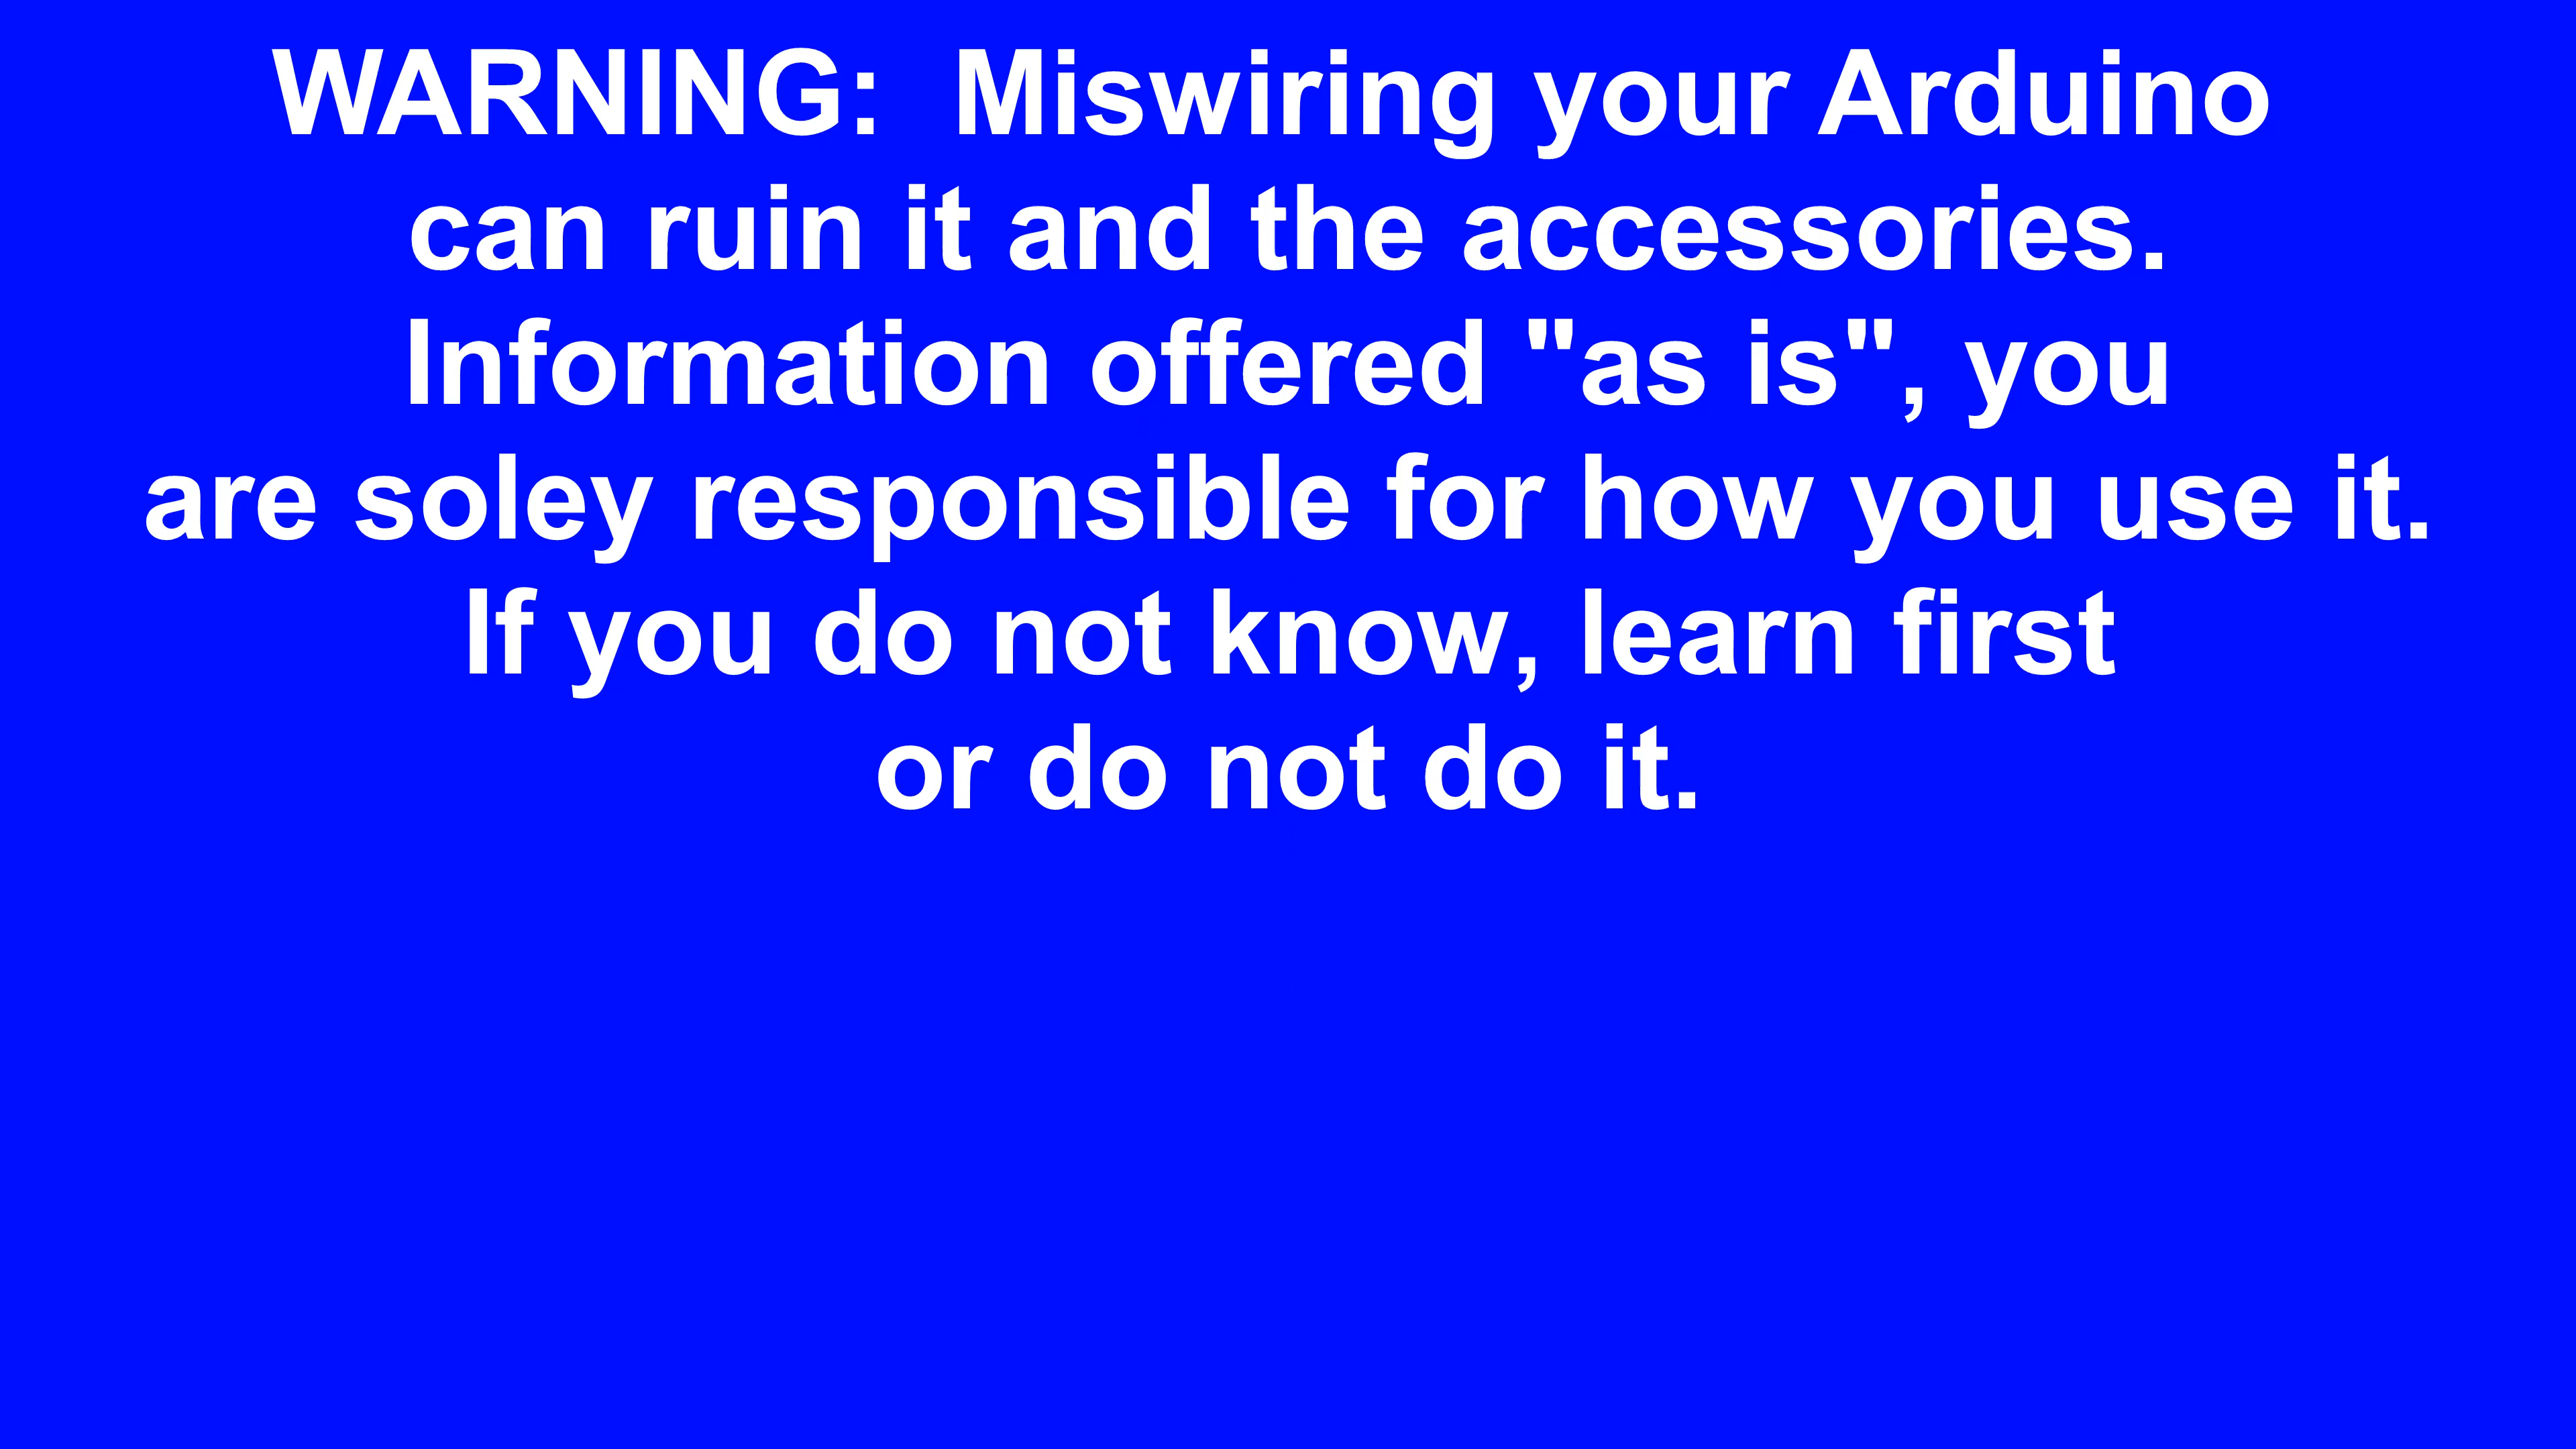 WARNING:  Miswiring your Arduino
can ruin it and the accessories.
Information offered "as is", you
are soley responsible for how you use it.
If you do not know, learn first
or do not do it.